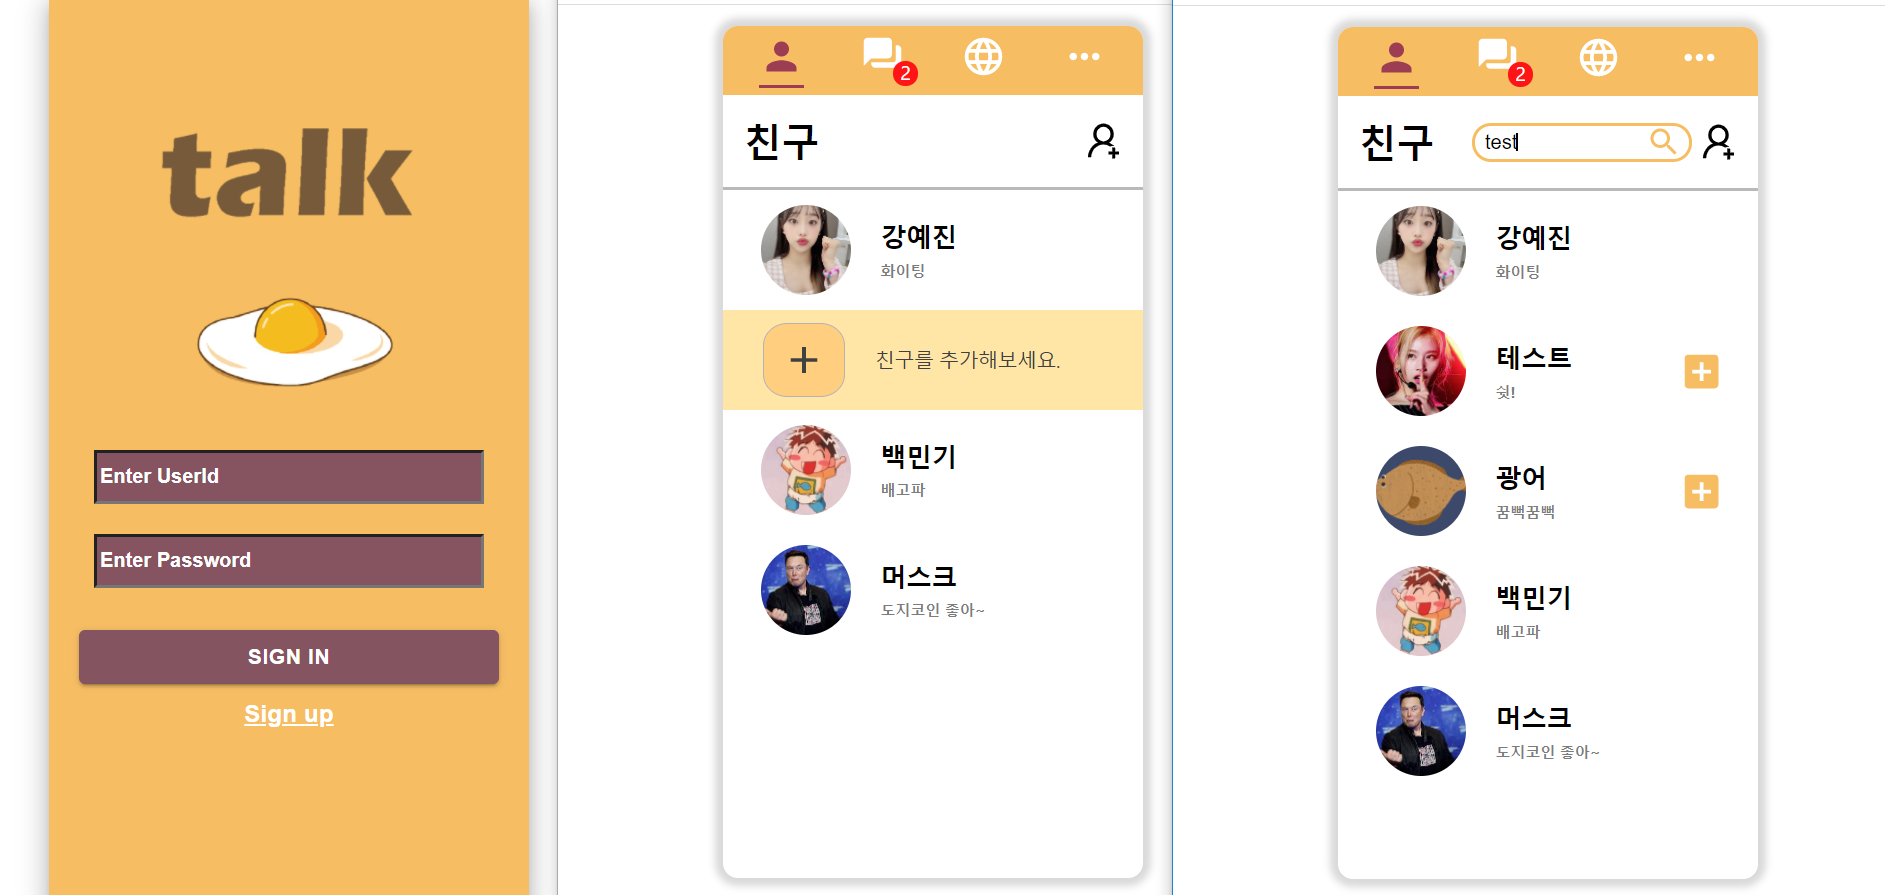 talk
Enter UserId
Enter Password
SIGN IN
Sign up
2
친구
강예진
화이팅
친구를 추가해보세요.
백민기
배고파
머스크
도지코인 좋아~
2
친구
test
강예진
화이팅
테스트
쉿!
광어
꿈뻑꿈뻑
백민기
배고파
머스크
도지코인 좋아~